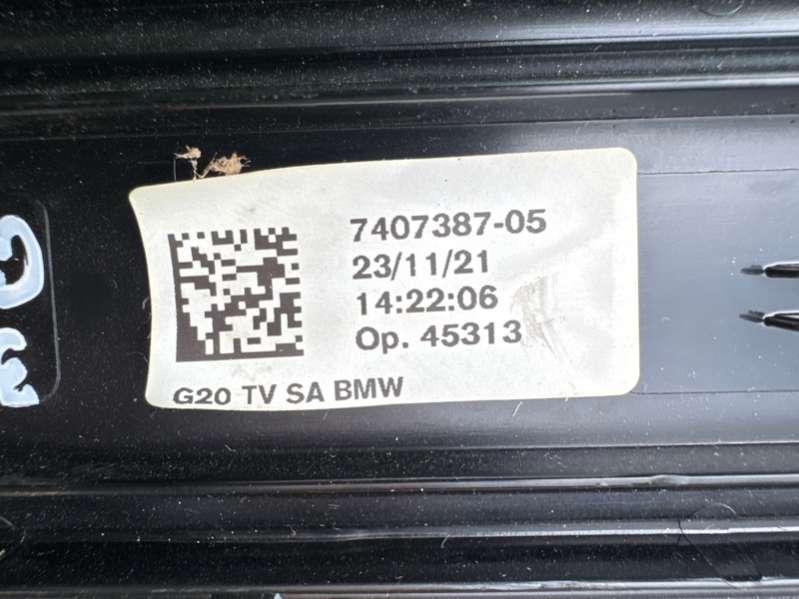 7407387-05
23/11/21
14:22:06
Op. 45313
G20 TV SA BMW